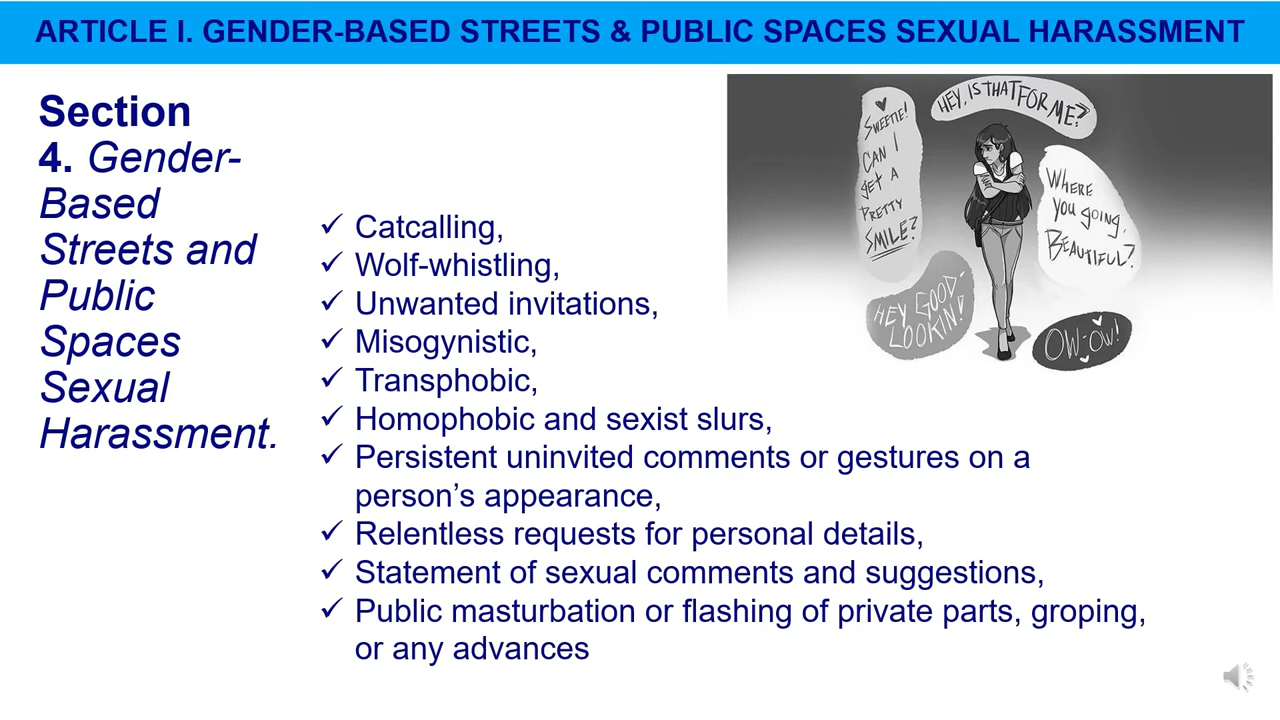 ARTICLE I. GENDER-BASED STREETS & PUBLIC SPACES SEXUAL HARASSMENT
Section
4. Gender-
Based
Streets and
Public
Spaces
Sexual
Harassment.
✓ Catcalling,
✓ Wolf-whistling,
✓ Unwanted invitations,
✓ Misogynistic,
✓ Transphobic,
✓ Homophobic and sexist slurs,
✓ Persistent uninvited comments or gestures on a
person’s appearance,
✓ Relentless requests for personal details,
✓ Statement of sexual comments and suggestions,
✓ Public masturbation or flashing of private parts, groping,
or any advances
SWEETIE!
CAN I
GET A
PRETTY
SMILE?
HEY, IS THAT FOR ME?
WHERE
YOU GOING,
BEAUTIFUL?
HEY GOOD-
LOOKIN!
OW-OW!